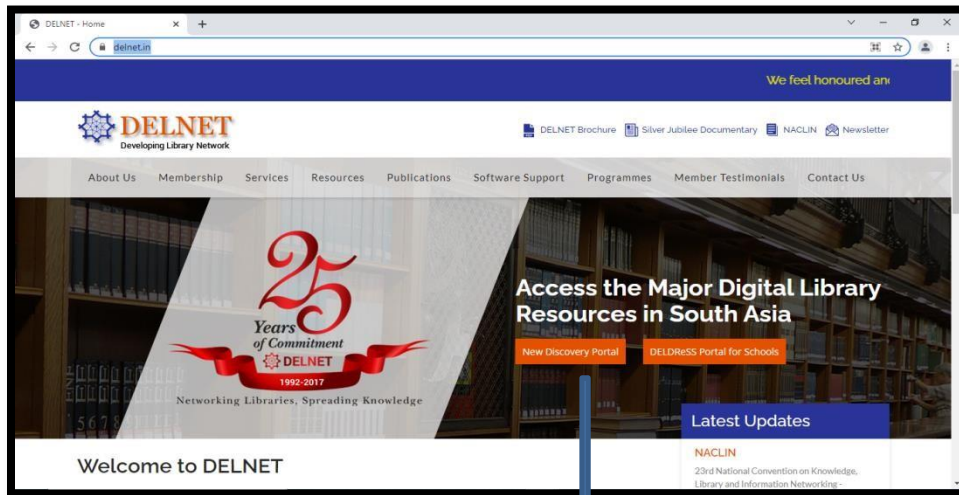 DELNET - Home
delnet.in
We feel honoured and
DELNET
Developing Library Network
DELNET Brochure Silver Jubilee Documentary NACLIN Newsletter
About Us Membership Services Resources Publications Software Support Programmes Member Testimonials Contact Us
25
Years
of Commitment
DELNET
1992-2017
Networking Libraries, Spreading Knowledge
Access the Major Digital Library
Resources in South Asia
New Discovery Portal DELDReSS Portal for Schools
Latest Updates
Welcome to DELNET
NACLIN
23rd National Convention on Knowledge,
Library and Information Networking -